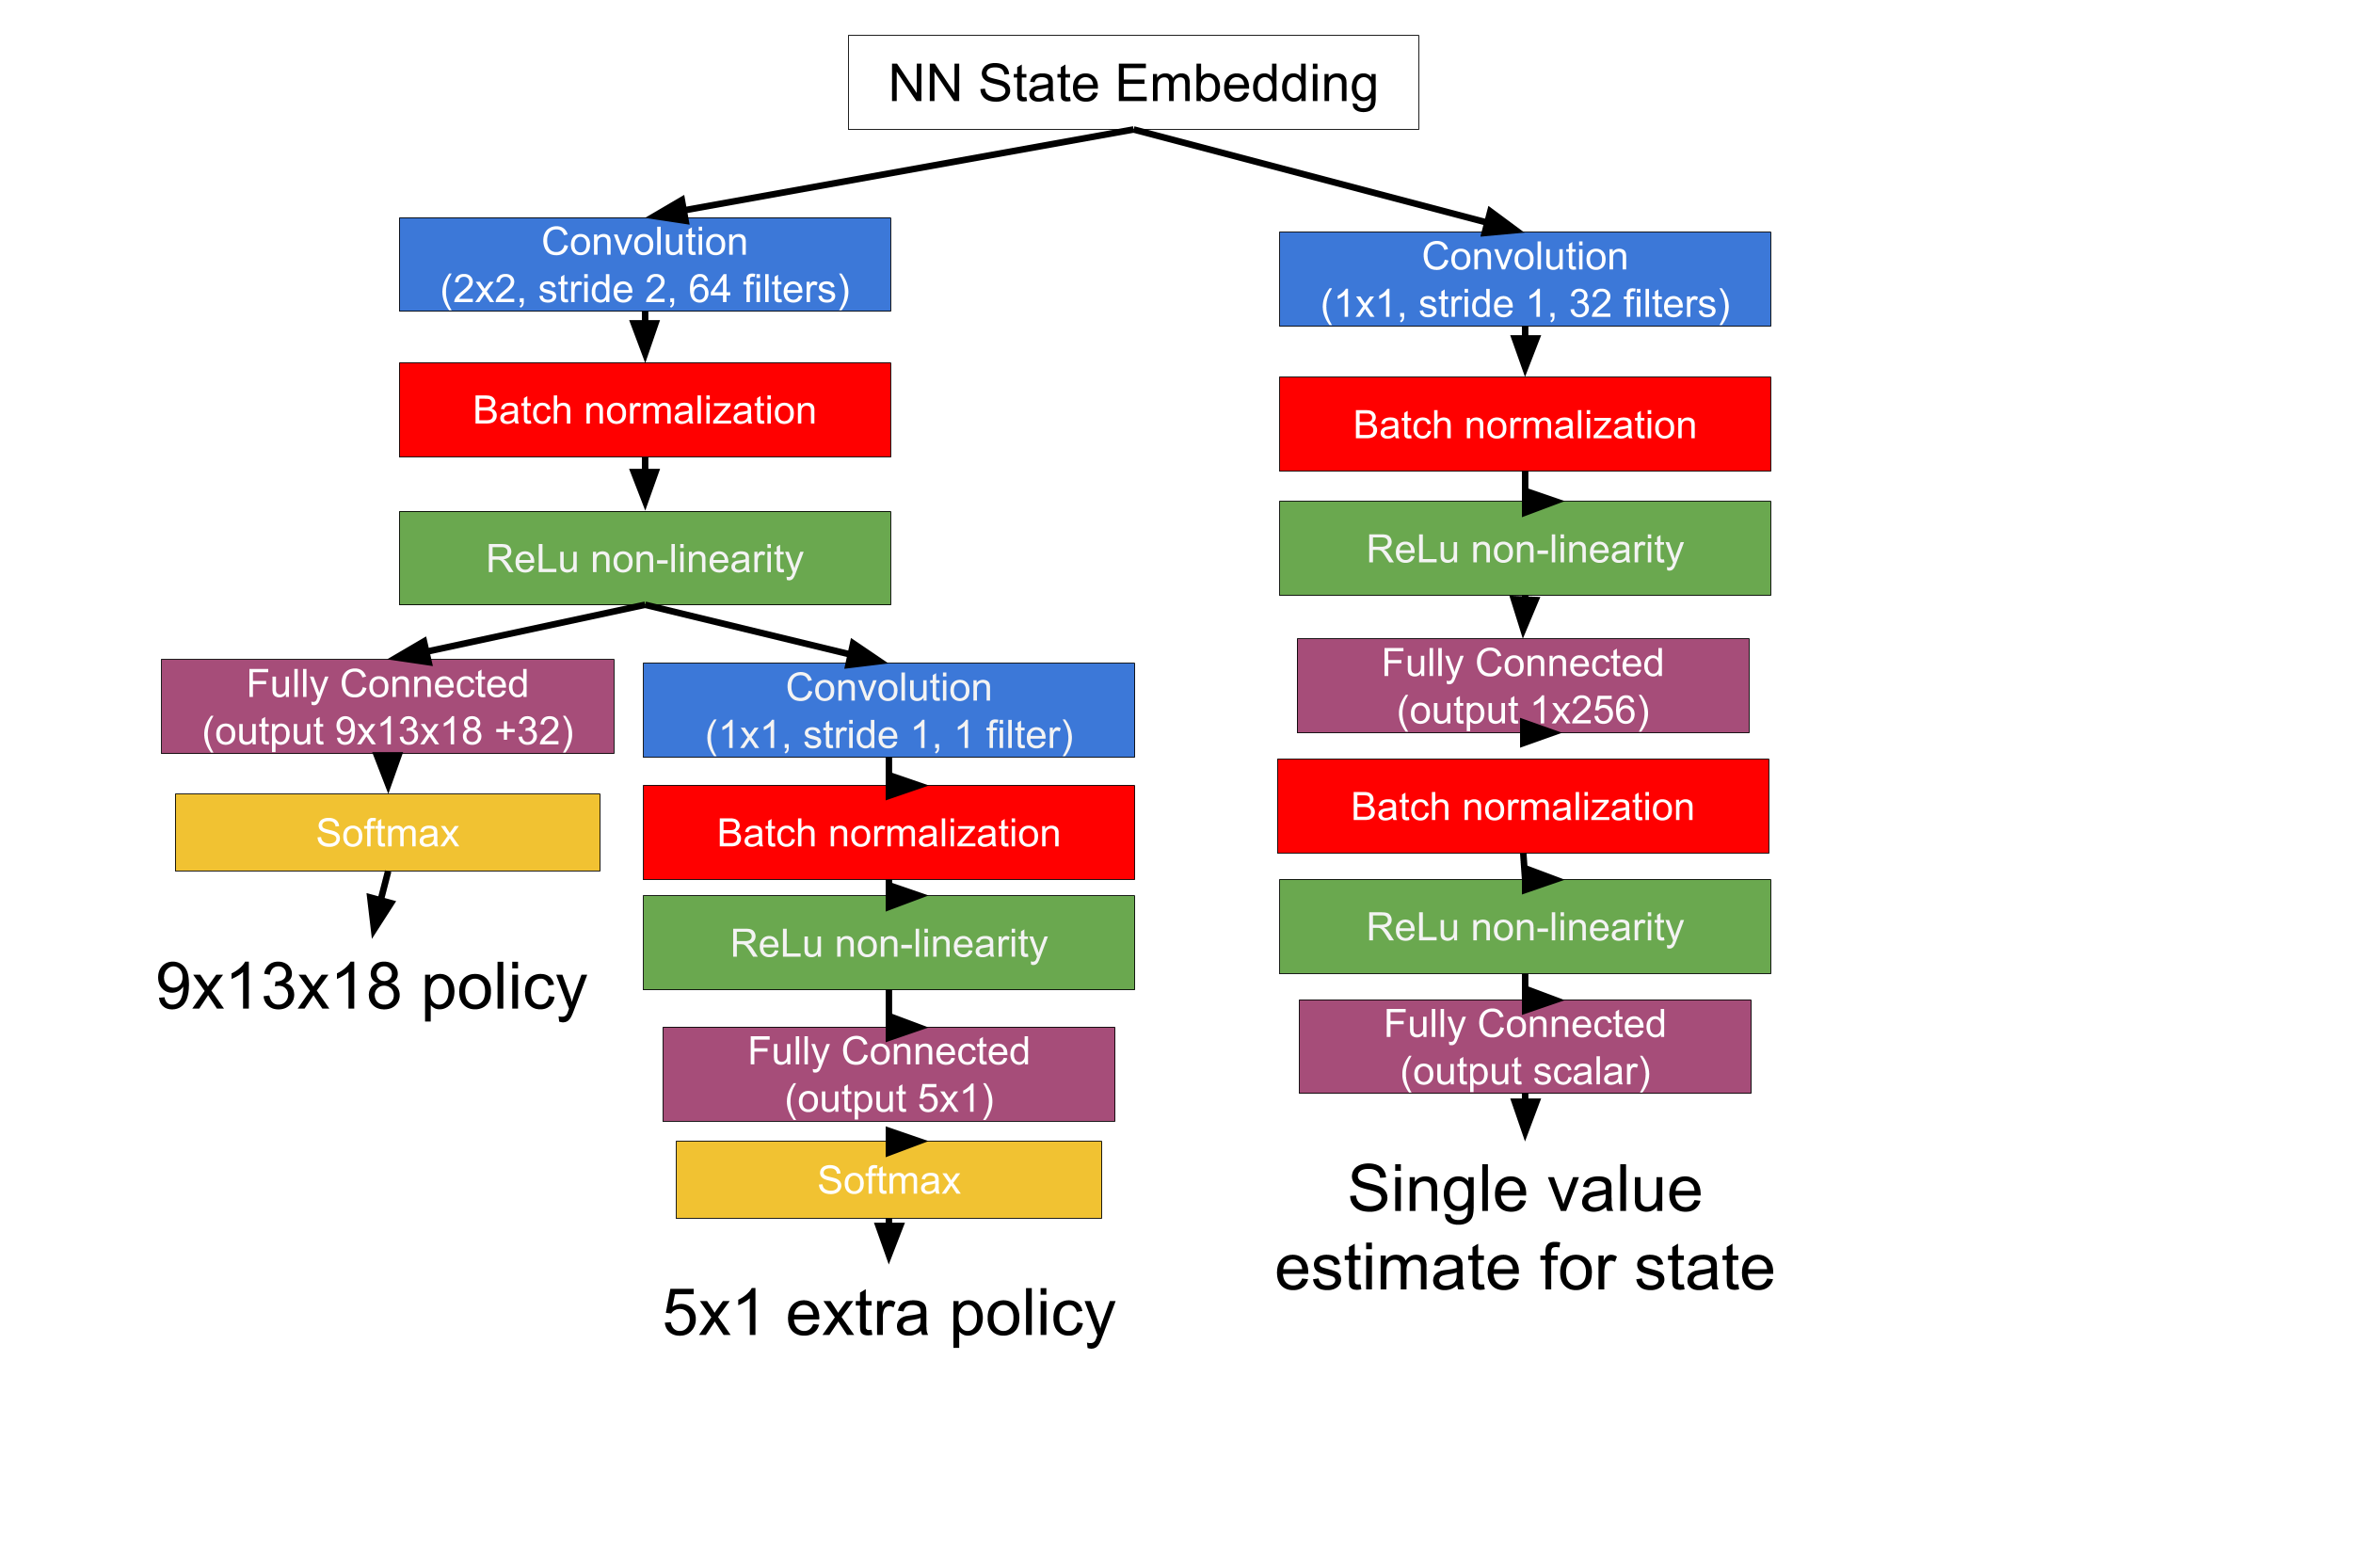 NN State Embedding
Convolution
(2x2, stride 2, 64 filters)
Batch normalization
ReLu non-linearity
Fully Connected
(output 9x13x18 +32)
Softmax
9x13x18 policy
Convolution
(1x1, stride 1, 1 filter)
Batch normalization
ReLu non-linearity
Fully Connected
(output 5x1)
Softmax
5x1 extra policy
Convolution
(1x1, stride 1, 32 filters)
Batch normalization
ReLu non-linearity
Fully Connected
(output 1x256)
Batch normalization
ReLu non-linearity
Fully Connected
(output scalar)
Single value
estimate for state